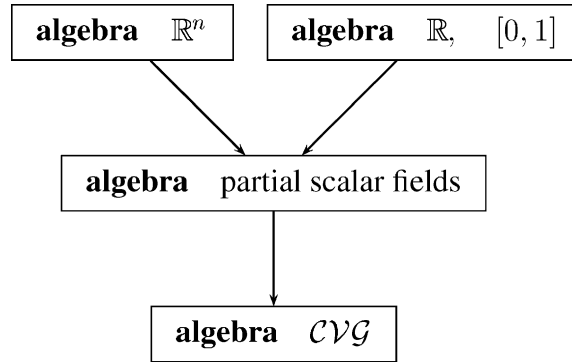 algebra ℝⁿ
algebra ℝ, [0, 1]
algebra partial scalar fields
algebra 𝒞𝒱𝒢